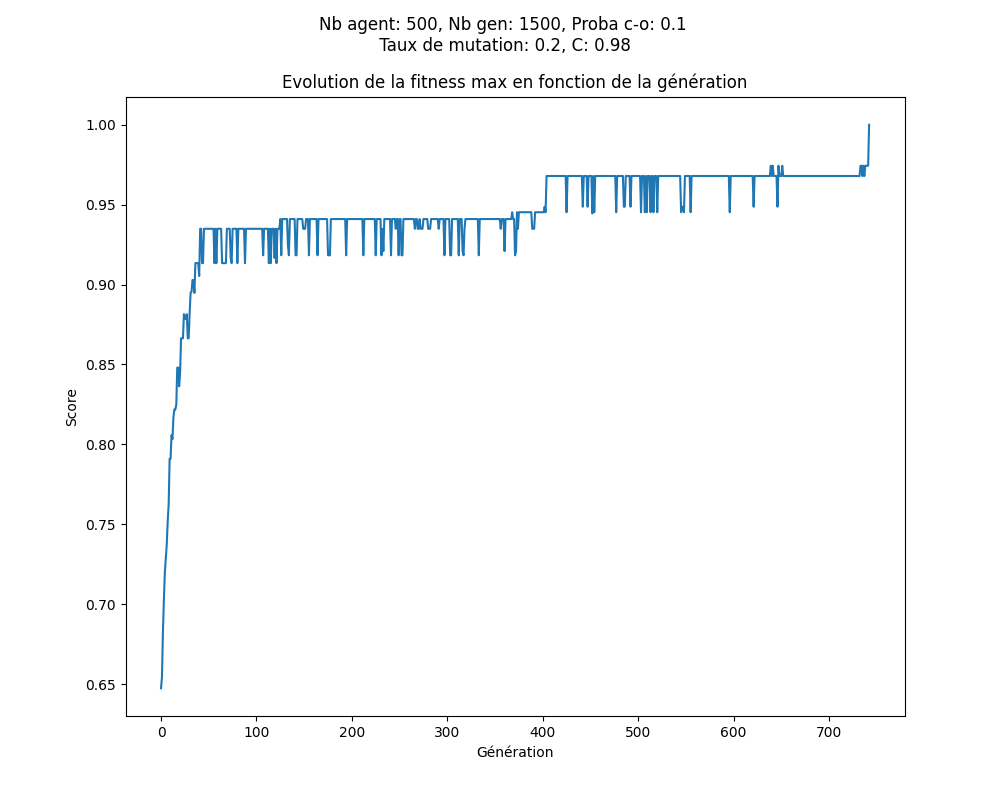 Nb agent: 500, Nb gen: 1500, Proba c-o: 0.1
Taux de mutation: 0.2, C: 0.98
Evolution de la fitness max en fonction de la génération
1.00
0.95
0.90
0.85
0.80
0.75
0.70
0.65
Score
0 100 200 300 400 500 600 700
Génération